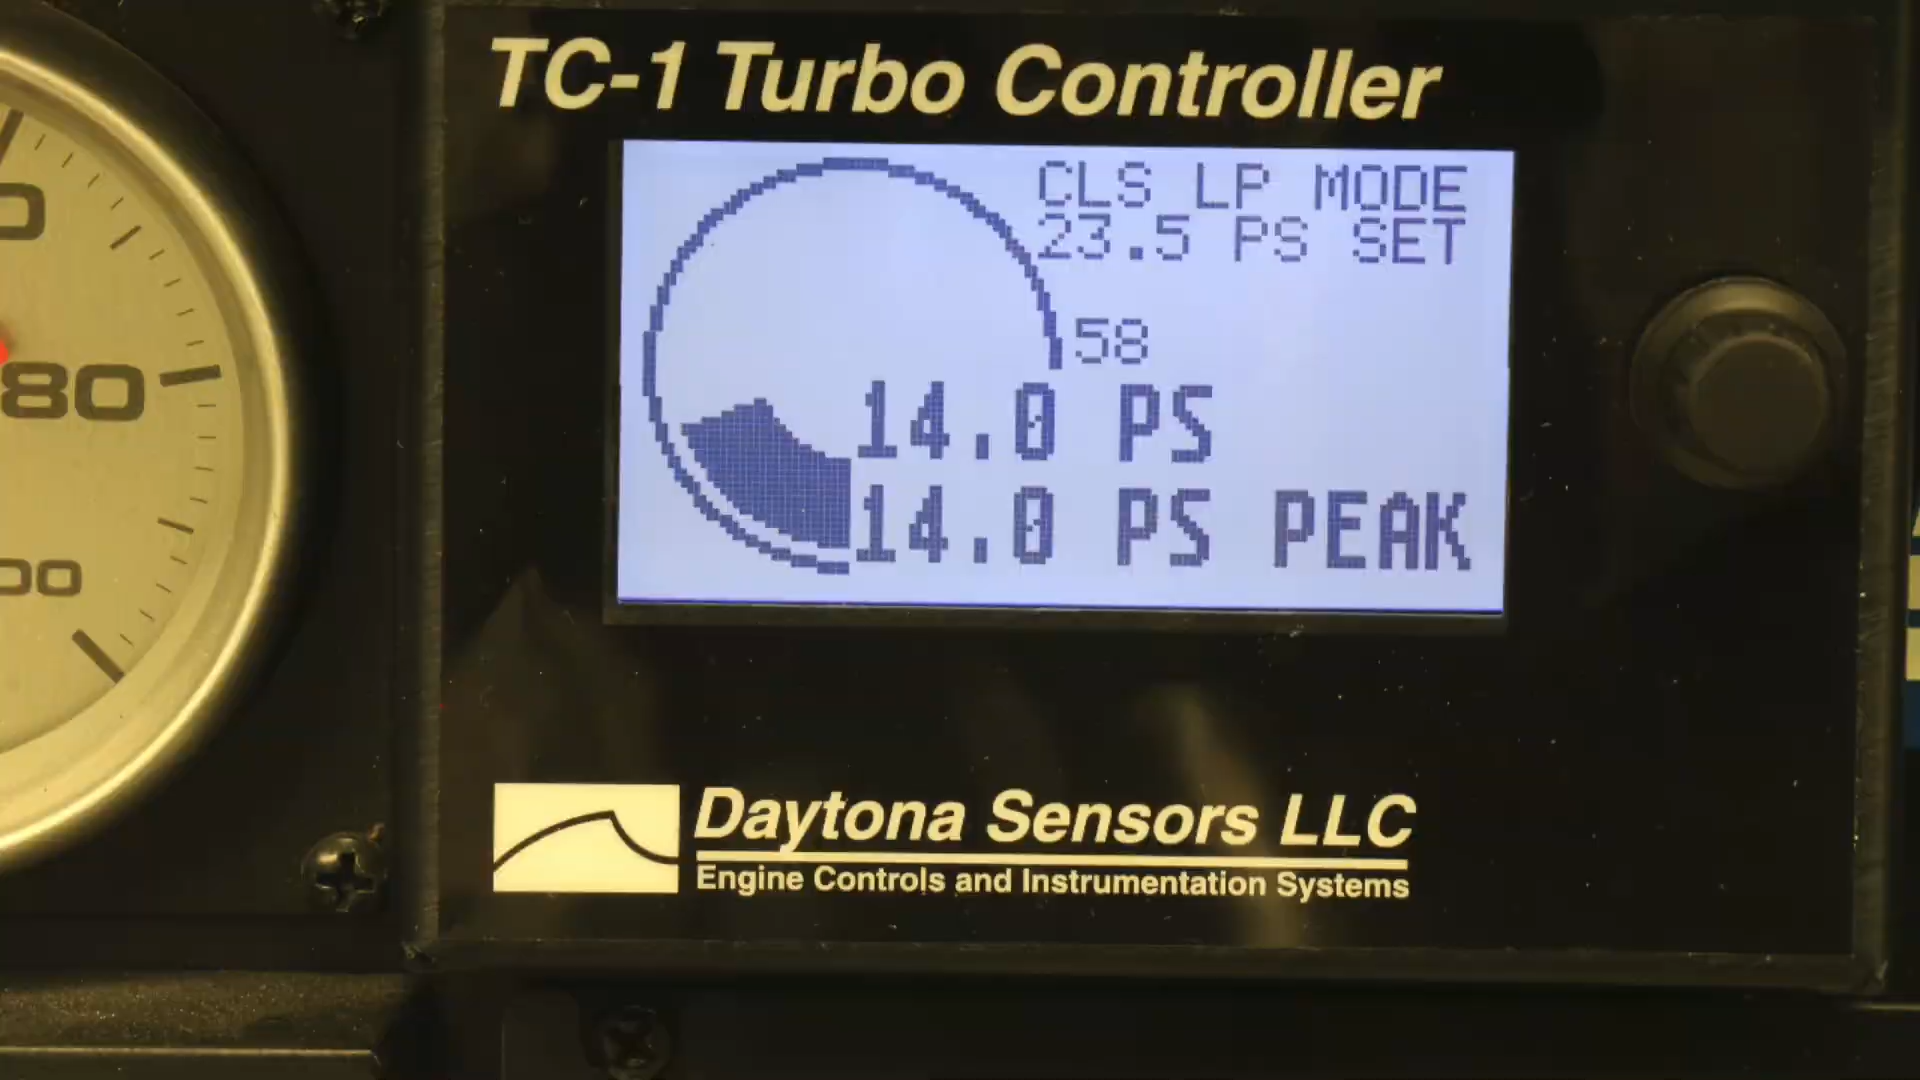 TC-1 Turbo Controller
CLS LP MODE
23.5 PS SET
58
14.0 PS
14.0 PS PEAK
80
Daytona Sensors LLC
Engine Controls and Instrumentation Systems